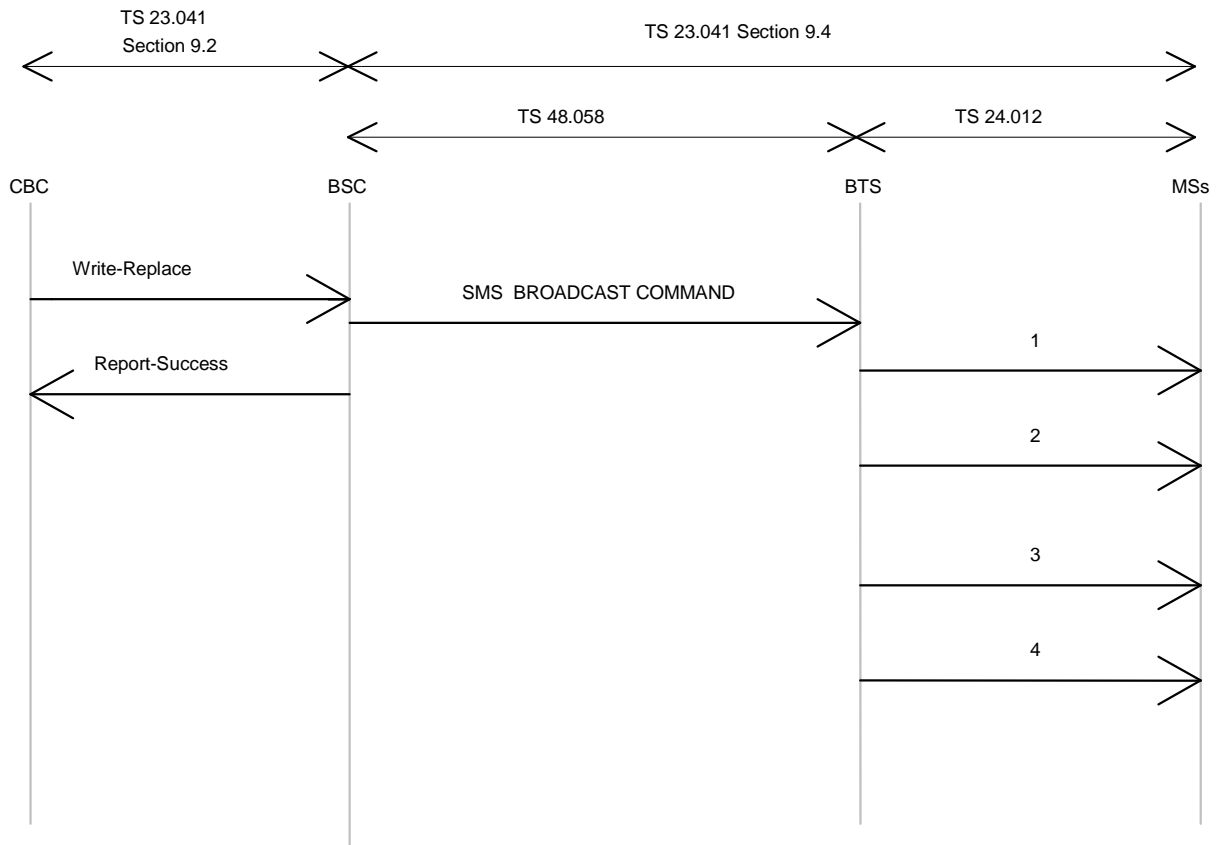 TS 23.041
Section 9.2
TS 23.041 Section 9.4
TS 48.058
TS 24.012
CBC
BSC
BTS
MSs
Write-Replace
SMS BROADCAST COMMAND
1
Report-Success
2
3
4